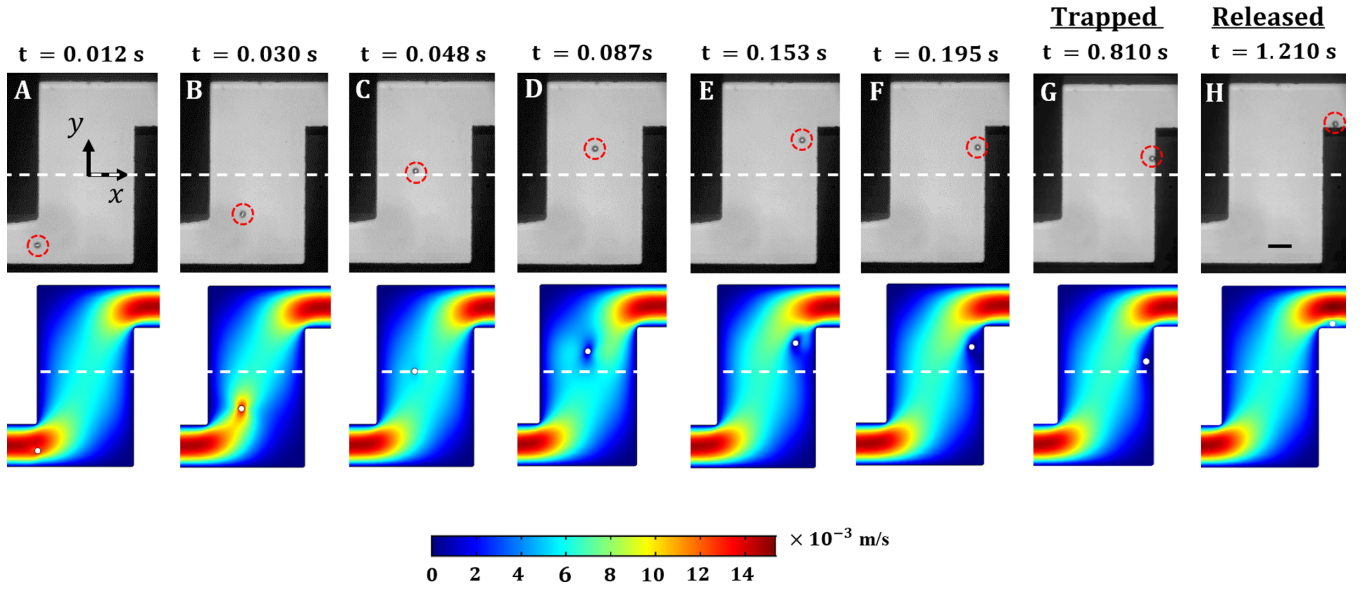 Trapped Released
t = 0.012 s t = 0.030 s t = 0.048 s t = 0.087s t = 0.153 s t = 0.195 s t = 0.810 s t = 1.210 s
A B C D E F G H
y
x
× 10⁻³ m/s
0 2 4 6 8 10 12 14